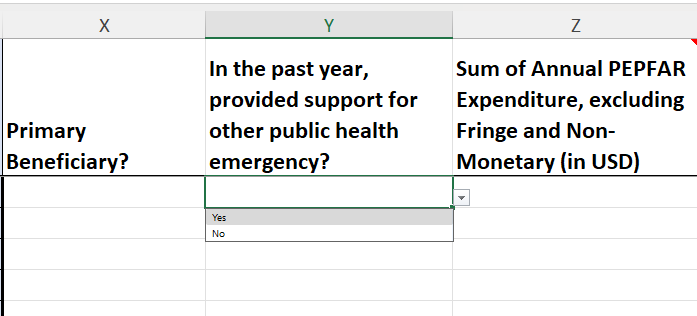 X
Y
Z
Primary
Beneficiary?
In the past year,
provided support for
other public health
emergency?
Sum of Annual PEPFAR
Expenditure, excluding
Fringe and Non-
Monetary (in USD)
Yes
No